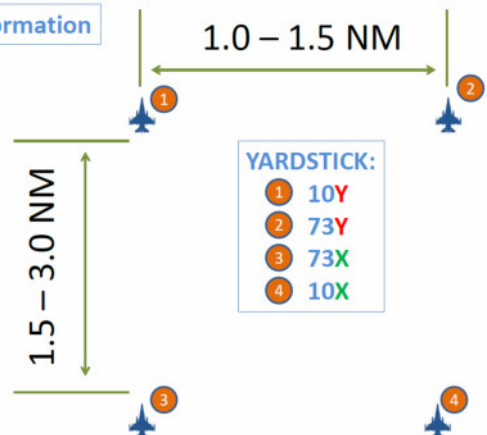 ormation
1.0 – 1.5 NM
1
2
YARDSTICK:
1 10Y
2 73Y
3 73X
4 10X
1.5 – 3.0 NM
3
4